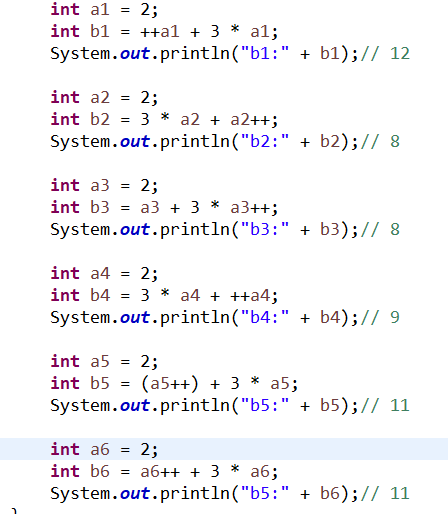 int a1 = 2;
int b1 = ++a1 + 3 * a1;
System.out.println("b1:" + b1);// 12
int a2 = 2;
int b2 = 3 * a2 + a2++;
System.out.println("b2:" + b2);// 8
int a3 = 2;
int b3 = a3 + 3 * a3++;
System.out.println("b3:" + b3);// 8
int a4 = 2;
int b4 = 3 * a4 + ++a4;
System.out.println("b4:" + b4);// 9
int a5 = 2;
int b5 = (a5++) + 3 * a5;
System.out.println("b5:" + b5);// 11
int a6 = 2;
int b6 = a6++ + 3 * a6;
System.out.println("b5:" + b6);// 11
}